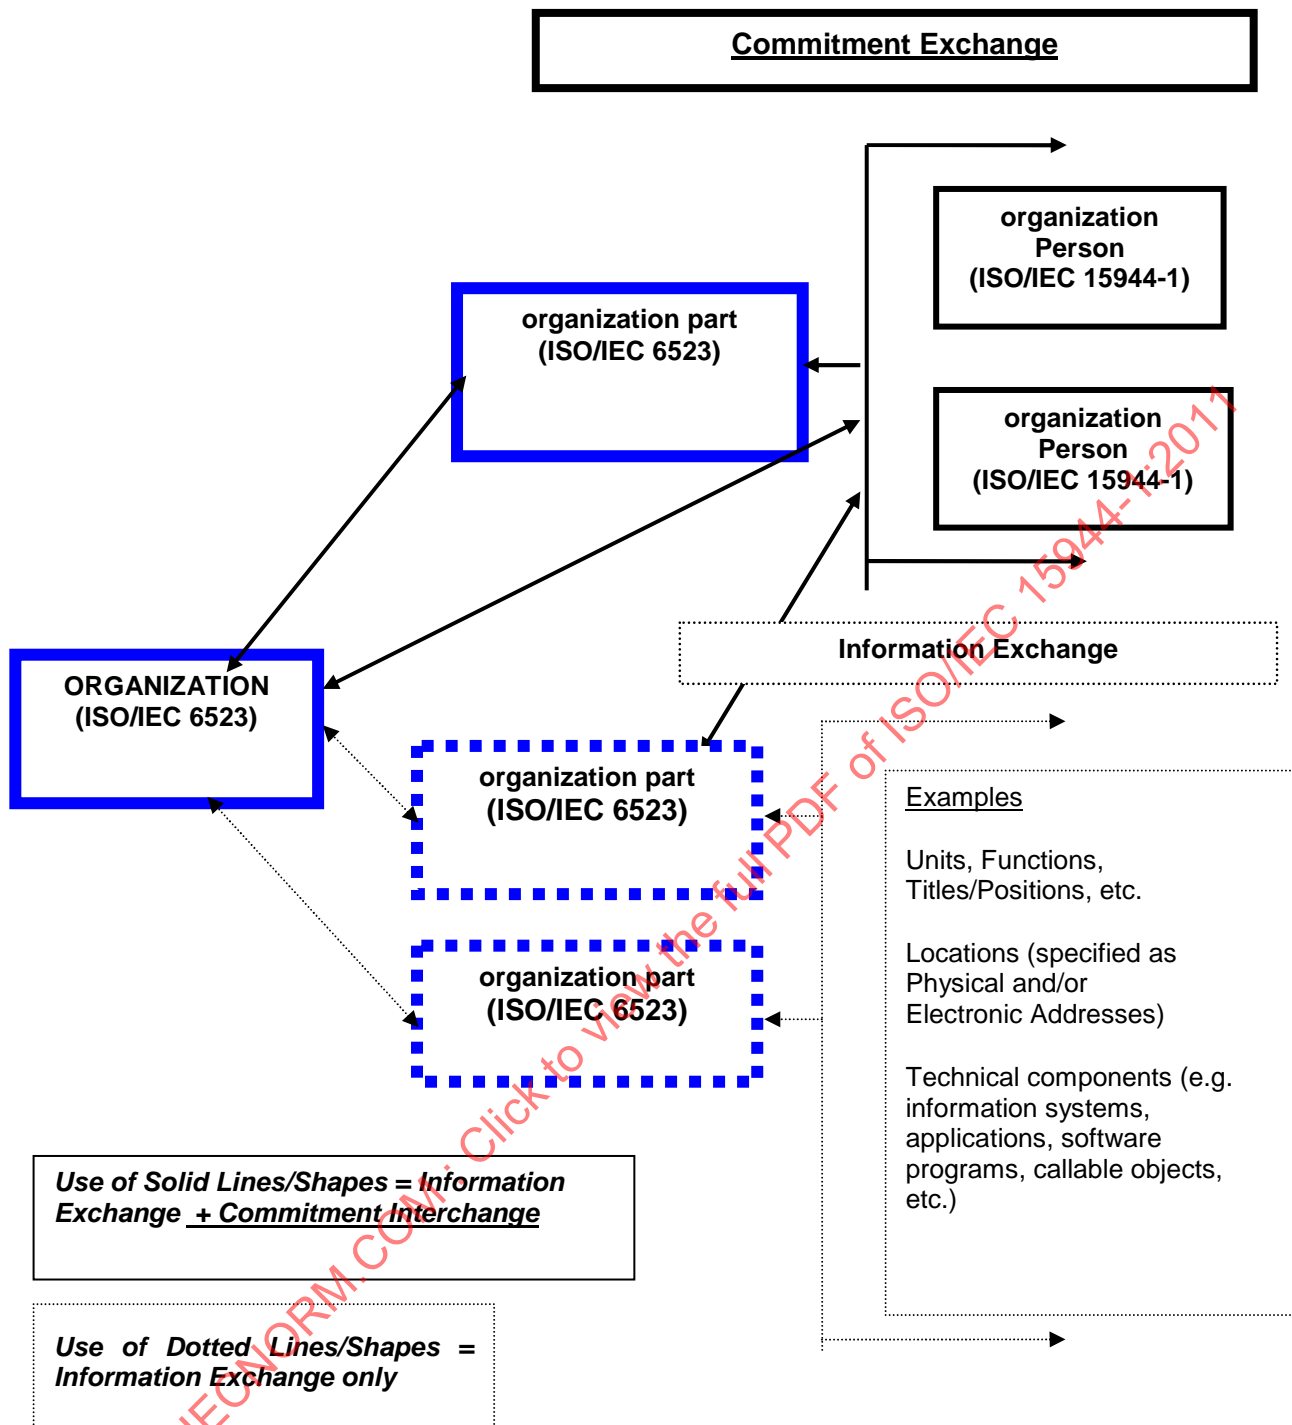 Commitment Exchange
organization
Person
(ISO/IEC 15944-1)
organization part
(ISO/IEC 6523)
organization
Person
(ISO/IEC 15944-1)
Information Exchange
ORGANIZATION
(ISO/IEC 6523)
organization part
(ISO/IEC 6523)
Examples
Units, Functions,
Titles/Positions, etc.
Locations (specified as
Physical and/or
Electronic Addresses)
Technical components (e.g.
information systems,
applications, software
programs, callable objects,
etc.)
organization part
(ISO/IEC 6523)
Use of Solid Lines/Shapes = Information
Exchange + Commitment Interchange
Use of Dotted Lines/Shapes =
Information Exchange only
IECNORM.COM : Click to view the full PDF of ISO/IEC 15944-1:2011